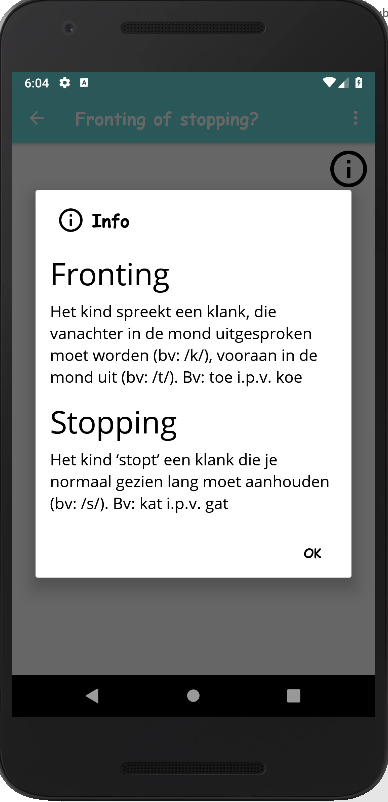 6:04
Fronting of stopping?
Info
Fronting
Het kind spreekt een klank, die
vanachter in de mond uitgesproken
moet worden (bv: /k/), vooraan in de
mond uit (bv: /t/). Bv: toe i.p.v. koe
Stopping
Het kind ‘stopt’ een klank die je
normaal gezien lang moet aanhouden
(bv: /s/). Bv: kat i.p.v. gat
OK